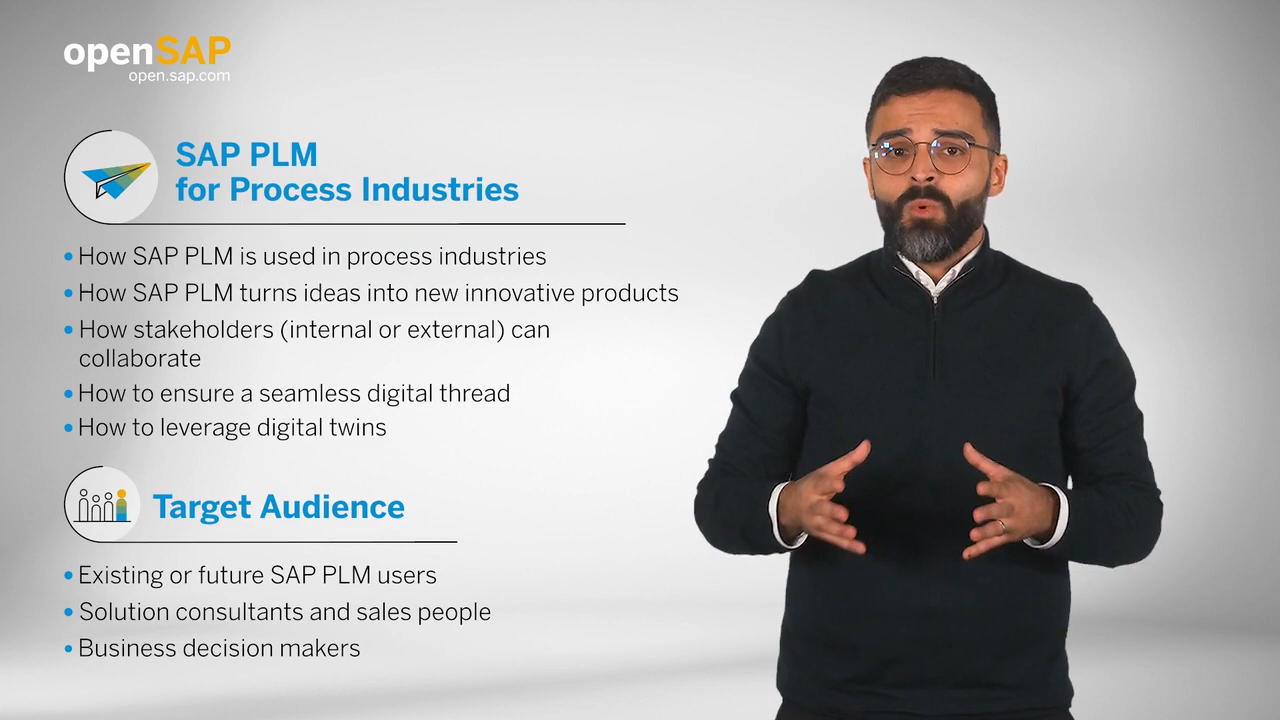 openSAP
open.sap.com
SAP PLM
for Process Industries
• How SAP PLM is used in process industries
• How SAP PLM turns ideas into new innovative products
• How stakeholders (internal or external) can
collaborate
• How to ensure a seamless digital thread
• How to leverage digital twins
Target Audience
• Existing or future SAP PLM users
• Solution consultants and sales people
• Business decision makers